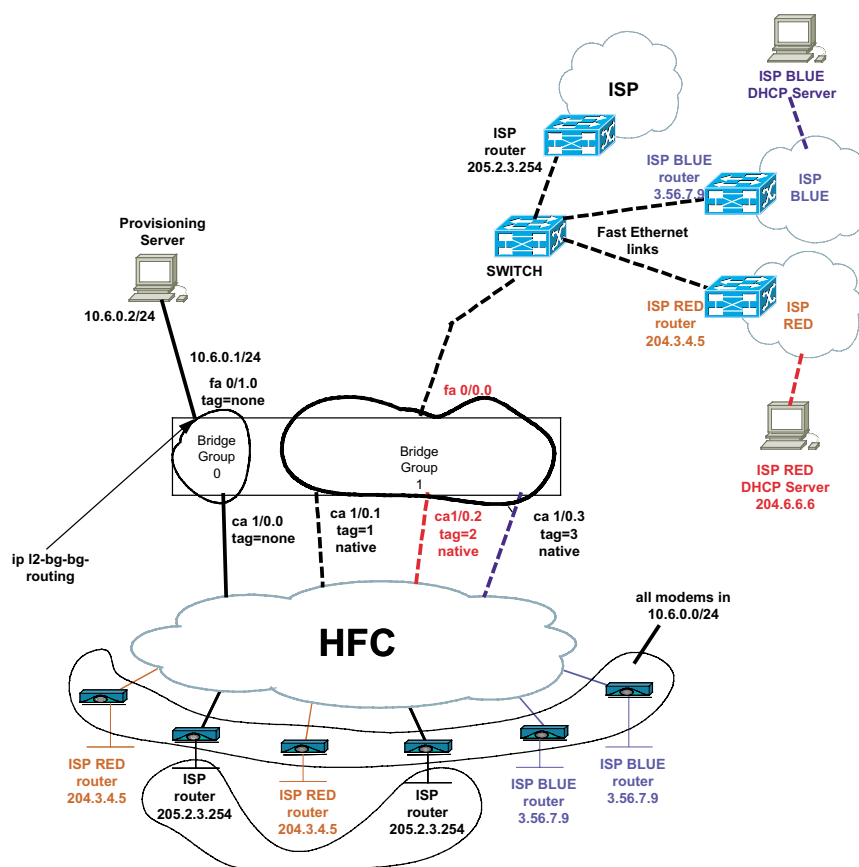 ISP BLUE
DHCP Server
ISP
ISP
router
205.2.3.254
ISP BLUE
router
3.56.7.9
ISP
BLUE
Provisioning
Server
Fast Ethernet
links
SWITCH
10.6.0.2/24
ISP RED
router
204.3.4.5
ISP
RED
10.6.0.1/24
fa 0/1.0
tag=none
fa 0/0.0
Bridge
Group
0
Bridge
Group
1
ISP RED
DHCP Server
204.6.6.6
ca 1/0.0
tag=none
ca 1/0.1
tag=1
native
ca1/0.2
tag=2
native
ca 1/0.3
tag=3
native
ip l2-bg-bg-
routing
all modems in
10.6.0.0/24
HFC
ISP RED
router
204.3.4.5
ISP
router
205.2.3.254
ISP RED
router
204.3.4.5
ISP
router
205.2.3.254
ISP BLUE
router
3.56.7.9
ISP BLUE
router
3.56.7.9